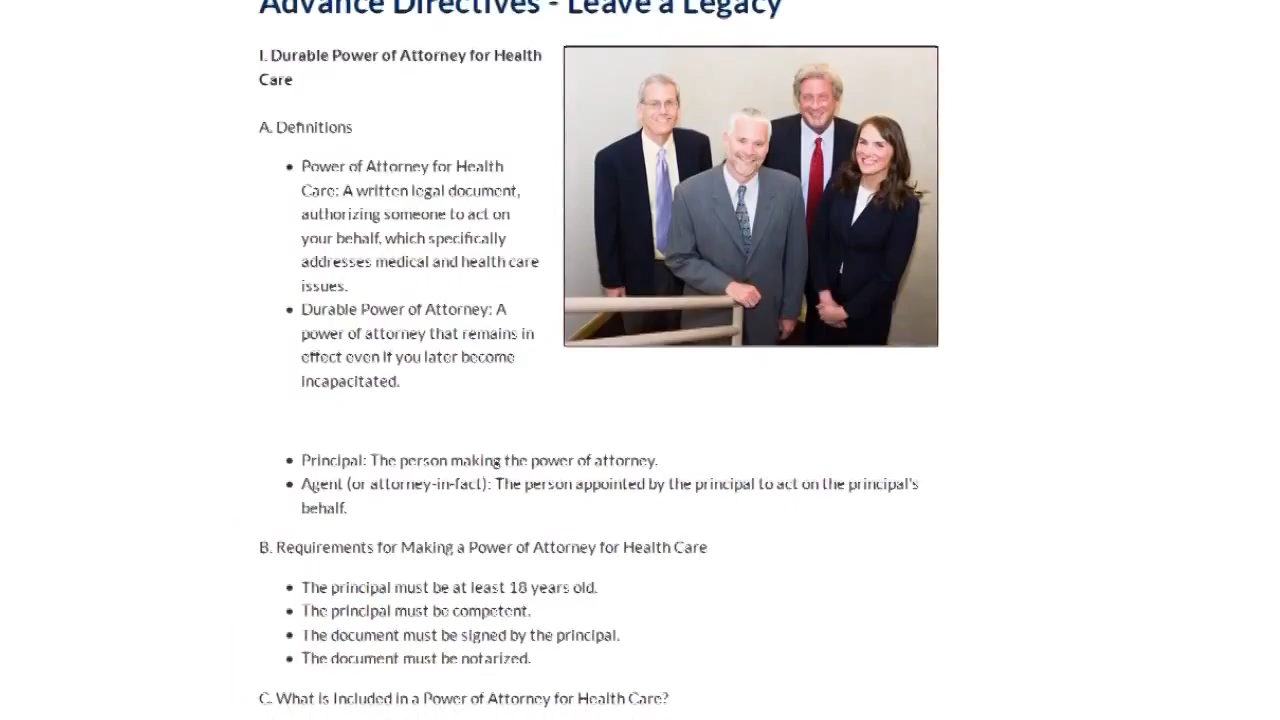 Advance Directives - Leave a Legacy
I. Durable Power of Attorney for Health
Care
A. Definitions
• Power of Attorney for Health
Care: A written legal document,
authorizing someone to act on
your behalf, which specifically
addresses medical and health care
issues.
• Durable Power of Attorney: A
power of attorney that remains in
effect even if you later become
incapacitated.
• Principal: The person making the power of attorney.
• Agent (or attorney-in-fact): The person appointed by the principal to act on the principal's
behalf.
B. Requirements for Making a Power of Attorney for Health Care
• The principal must be at least 18 years old.
• The principal must be competent.
• The document must be signed by the principal.
• The document must be notarized.
C. What is Included in a Power of Attorney for Health Care?